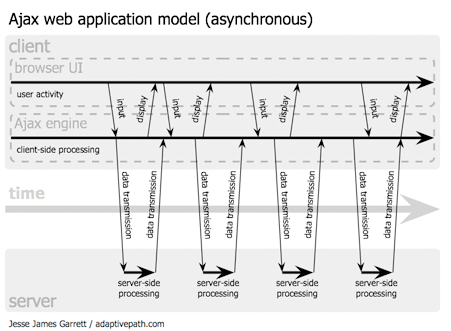 Ajax web application model (asynchronous)
client
browser UI
user activity
input
display
input
display
input
display
input
display
Ajax engine
client-side processing
data transmission
data transmission
data transmission
data transmission
data transmission
data transmission
data transmission
data transmission
time
server-side
processing
server-side
processing
server-side
processing
server-side
processing
server
Jesse James Garrett / adaptivepath.com